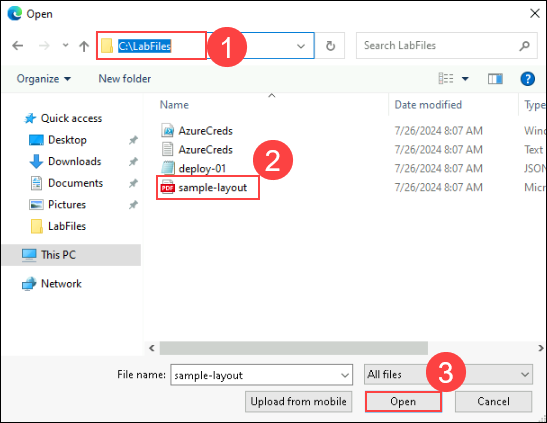 Open
C:\LabFiles
1
Search LabFiles
Organize
New folder
?
Name
Date modified
Type
Quick access
Desktop
Downloads
Documents
Pictures
LabFiles
This PC
Network
AzureCreds 7/26/2024 8:07 AM Wind
AzureCreds 7/26/2024 8:07 AM Text
2
deploy-01 7/26/2024 8:07 AM JSON
PDF sample-layout 7/26/2024 8:07 AM Micr
File name: sample-layout
All files
3
Upload from mobile
Open
Cancel